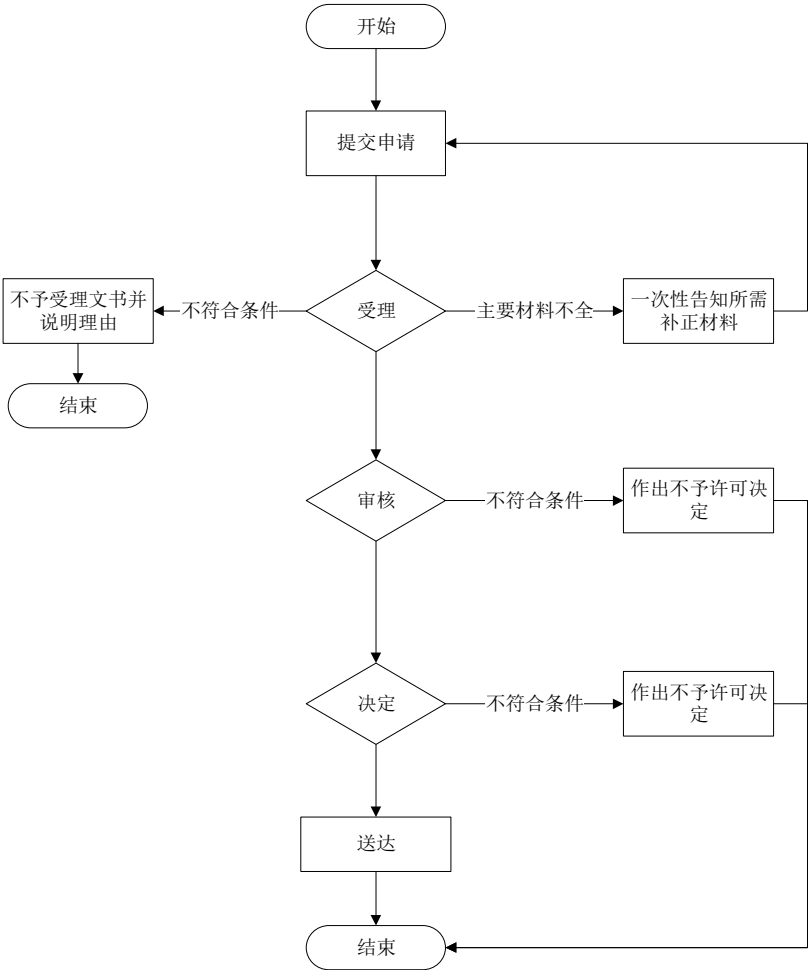 开始
提交申请
不予受理文书并
说明理由
不符合条件
受理
主要材料不全
一次性告知所需
补正材料
结束
审核
不符合条件
作出不予许可决
定
决定
不符合条件
作出不予许可决
定
送达
结束